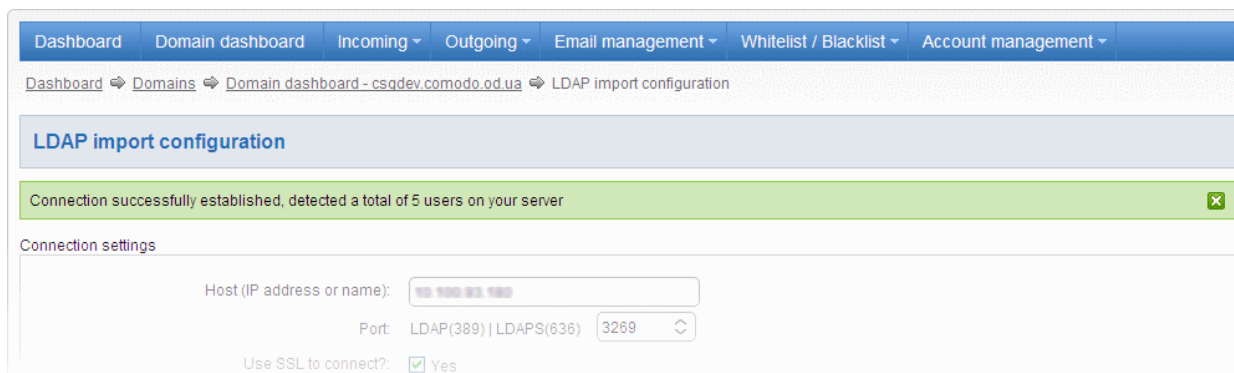 Dashboard Domain dashboard Incoming Outgoing Email management Whitelist / Blacklist Account management
Dashboard Domains Domain dashboard - csgdev.comodo.od.ua LDAP import configuration
LDAP import configuration
Connection successfully established, detected a total of 5 users on your server
Connection settings
Host (IP address or name):
Port: LDAP(389) | LDAPS(636) 3269
Use SSL to connect?: Yes